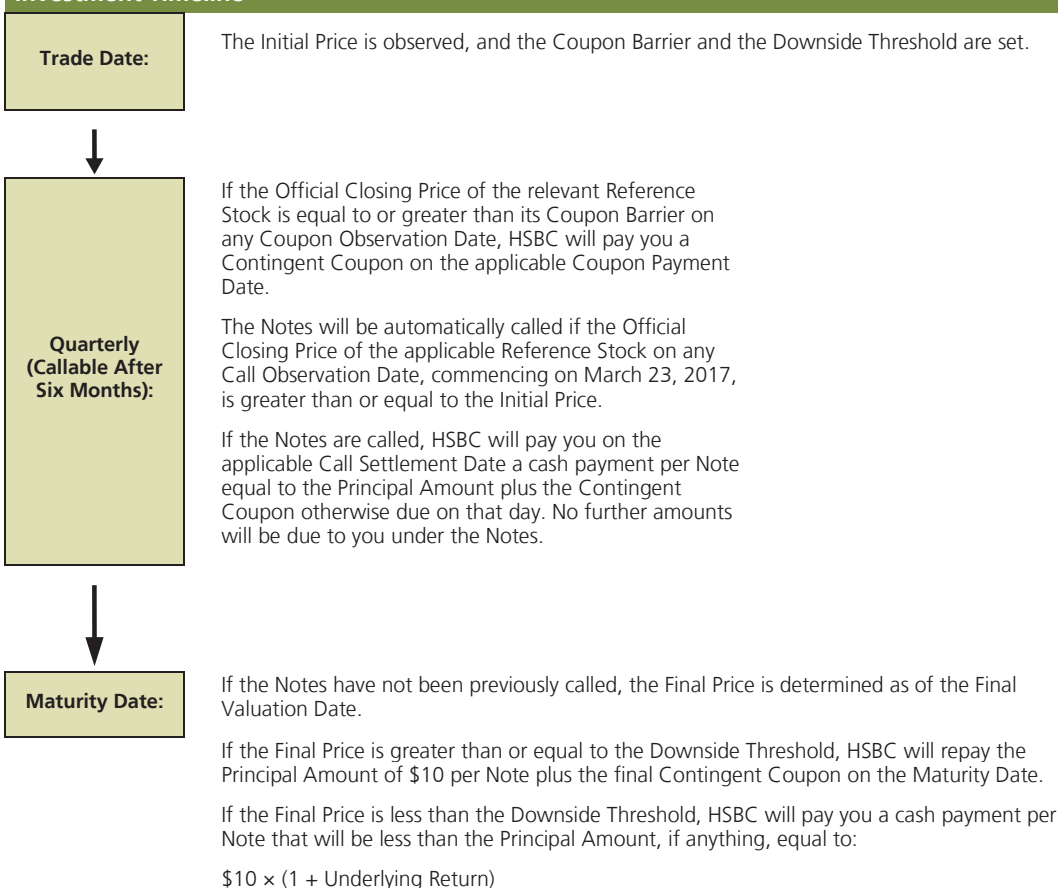 Trade Date:
The Initial Price is observed, and the Coupon Barrier and the Downside Threshold are set.
Quarterly
(Callable After
Six Months):
If the Official Closing Price of the relevant Reference
Stock is equal to or greater than its Coupon Barrier on
any Coupon Observation Date, HSBC will pay you a
Contingent Coupon on the applicable Coupon Payment
Date.
The Notes will be automatically called if the Official
Closing Price of the applicable Reference Stock on any
Call Observation Date, commencing on March 23, 2017,
is greater than or equal to the Initial Price.
If the Notes are called, HSBC will pay you on the
applicable Call Settlement Date a cash payment per Note
equal to the Principal Amount plus the Contingent
Coupon otherwise due on that day. No further amounts
will be due to you under the Notes.
Maturity Date:
If the Notes have not been previously called, the Final Price is determined as of the Final
Valuation Date.
If the Final Price is greater than or equal to the Downside Threshold, HSBC will repay the
Principal Amount of $10 per Note plus the final Contingent Coupon on the Maturity Date.
If the Final Price is less than the Downside Threshold, HSBC will pay you a cash payment per
Note that will be less than the Principal Amount, if anything, equal to:
$10 × (1 + Underlying Return)